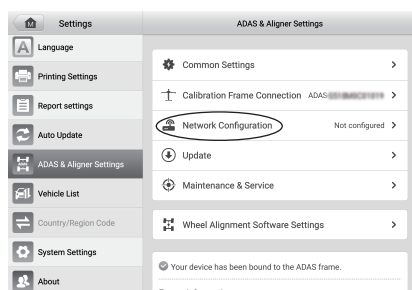 M
Settings
ADAS & Aligner Settings
A
Language
Printing Settings
Report settings
Auto Update
ADAS & Aligner Settings
Vehicle List
Country/Region Code
System Settings
About
Common Settings
Calibration Frame Connection ADAS
Network Configuration Not configured
Update
Maintenance & Service
Wheel Alignment Software Settings
Your device has been bound to the ADAS frame.